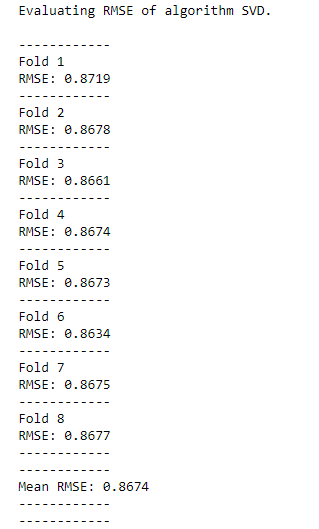 Evaluating RMSE of algorithm SVD.
------------
Fold 1
RMSE: 0.8719
------------
Fold 2
RMSE: 0.8678
------------
Fold 3
RMSE: 0.8661
------------
Fold 4
RMSE: 0.8674
------------
Fold 5
RMSE: 0.8673
------------
Fold 6
RMSE: 0.8634
------------
Fold 7
RMSE: 0.8675
------------
Fold 8
RMSE: 0.8677
------------
------------
Mean RMSE: 0.8674
------------
------------